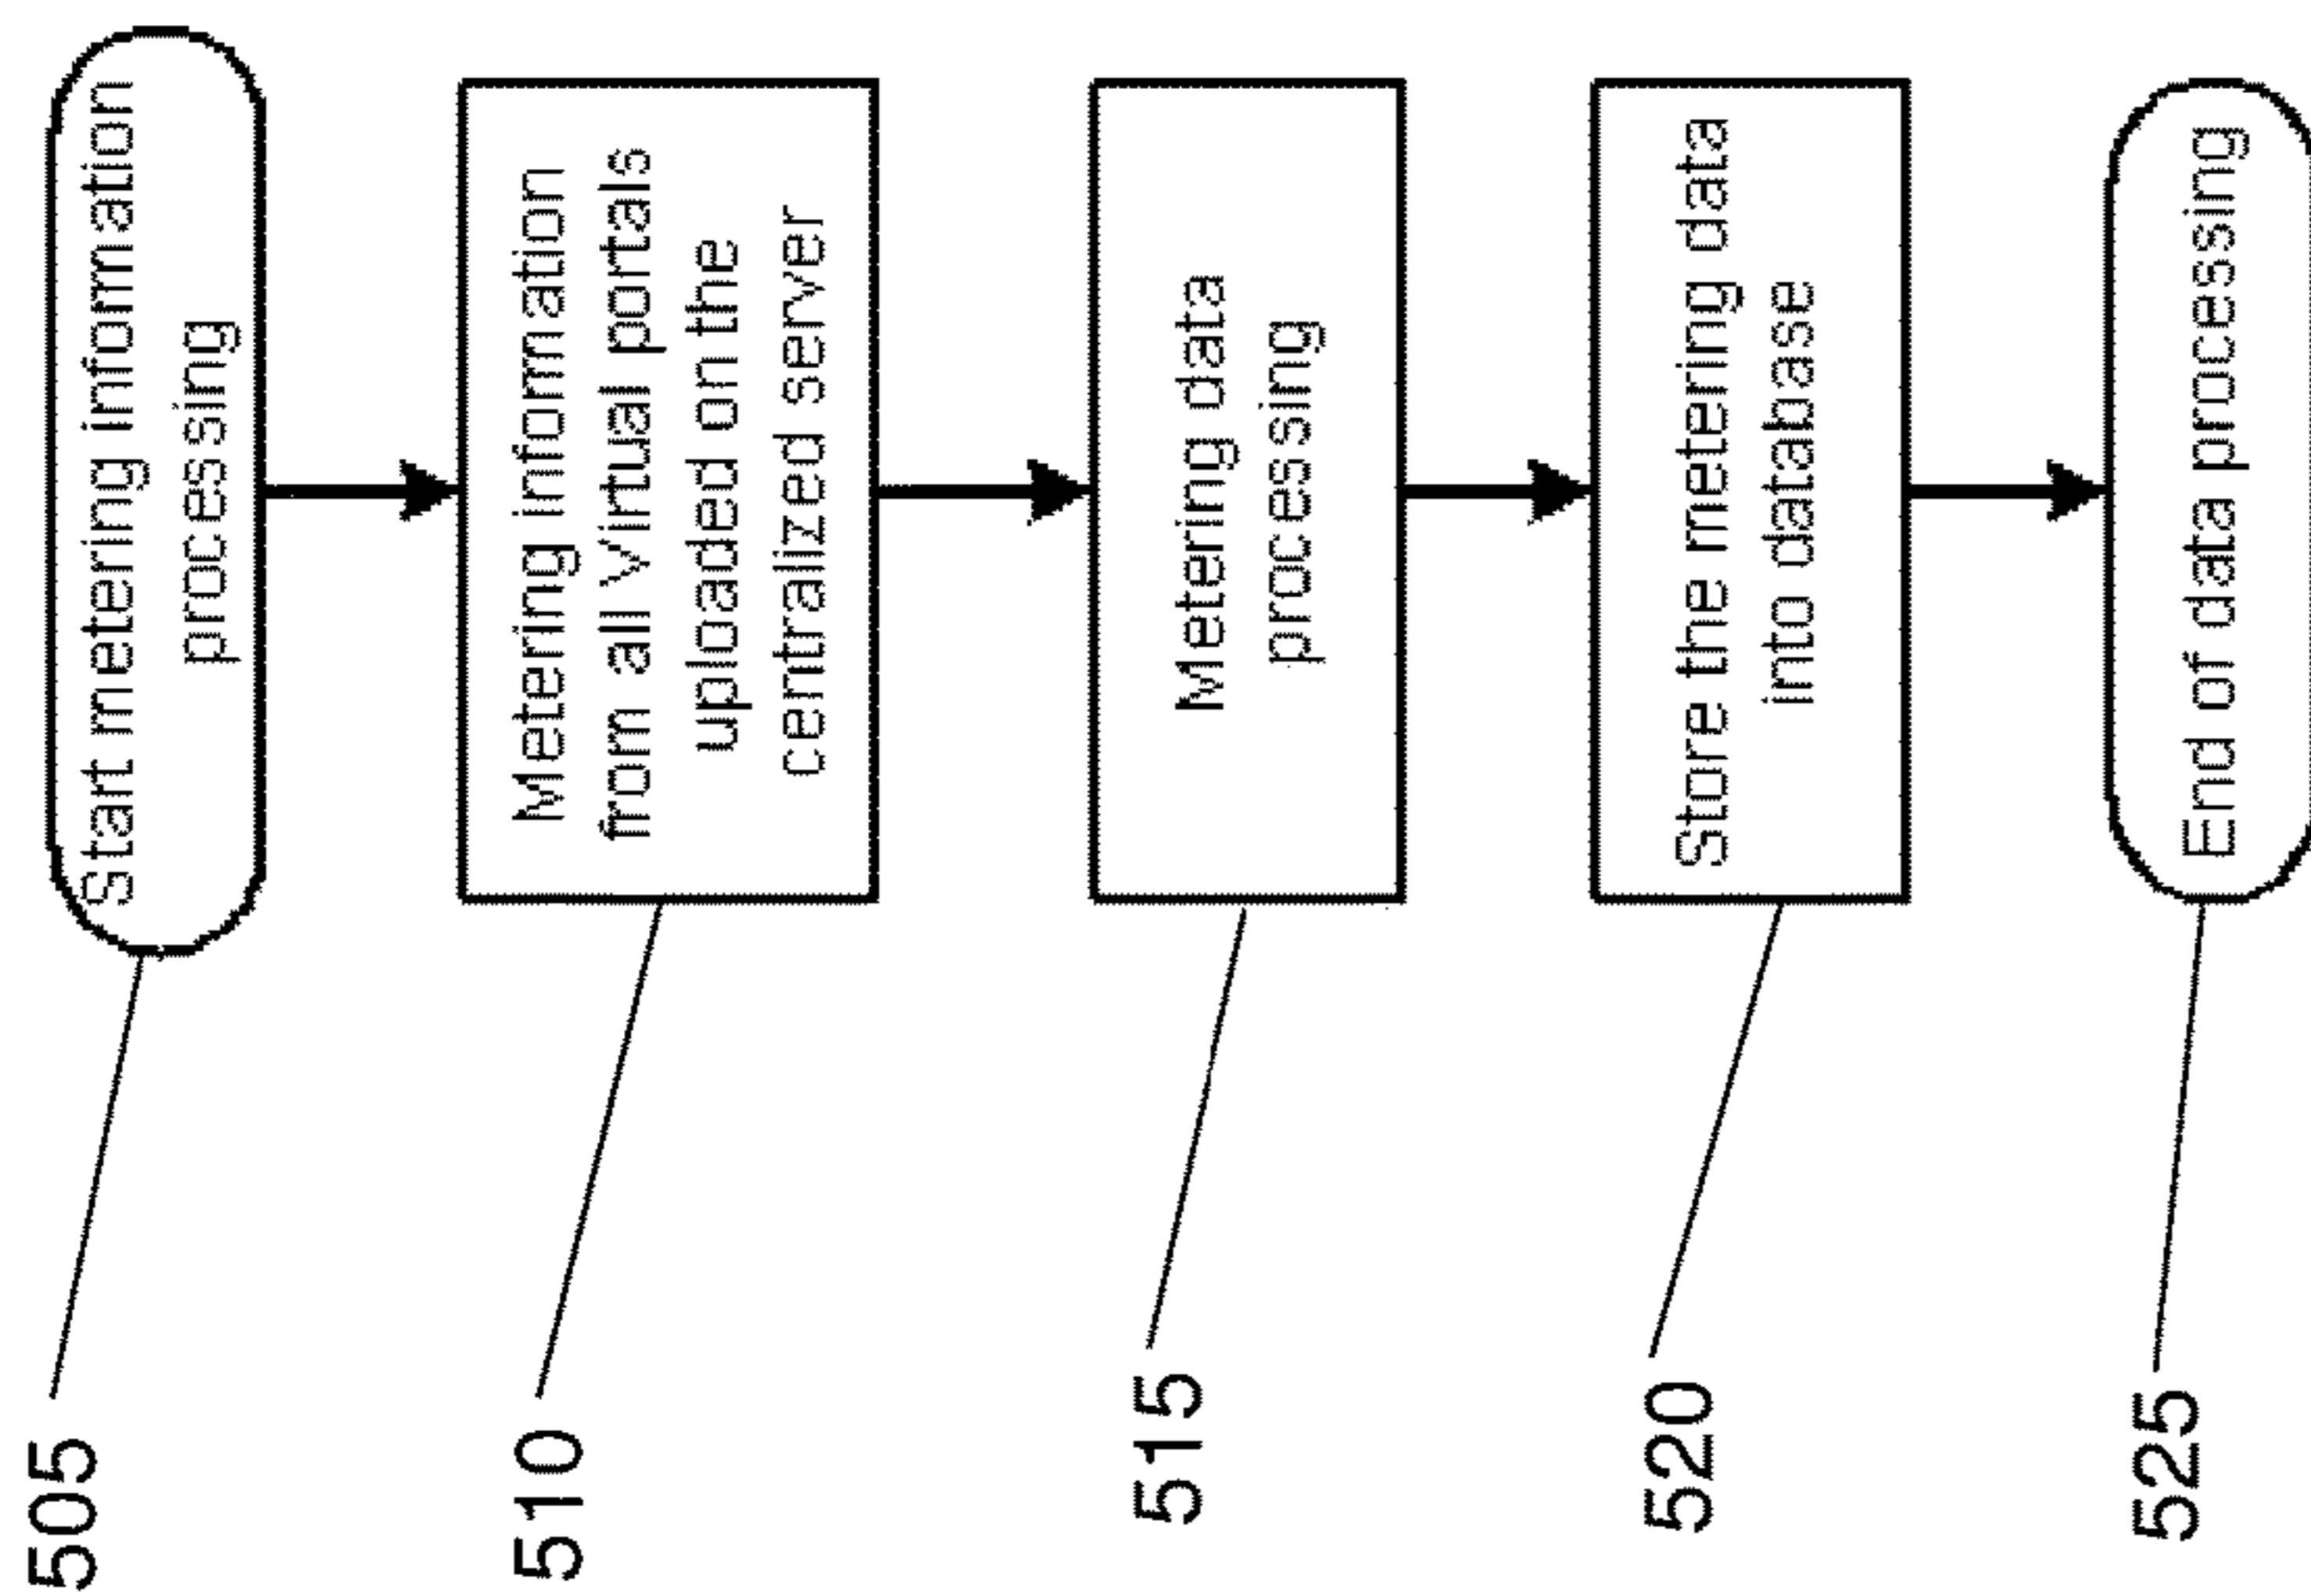 505
Start metering information
processing
510
Metering information
from all Virtual portals
uploaded on the
centralized server
515
Metering data
processing
520
Store the metering data
into database
525
End of data processing